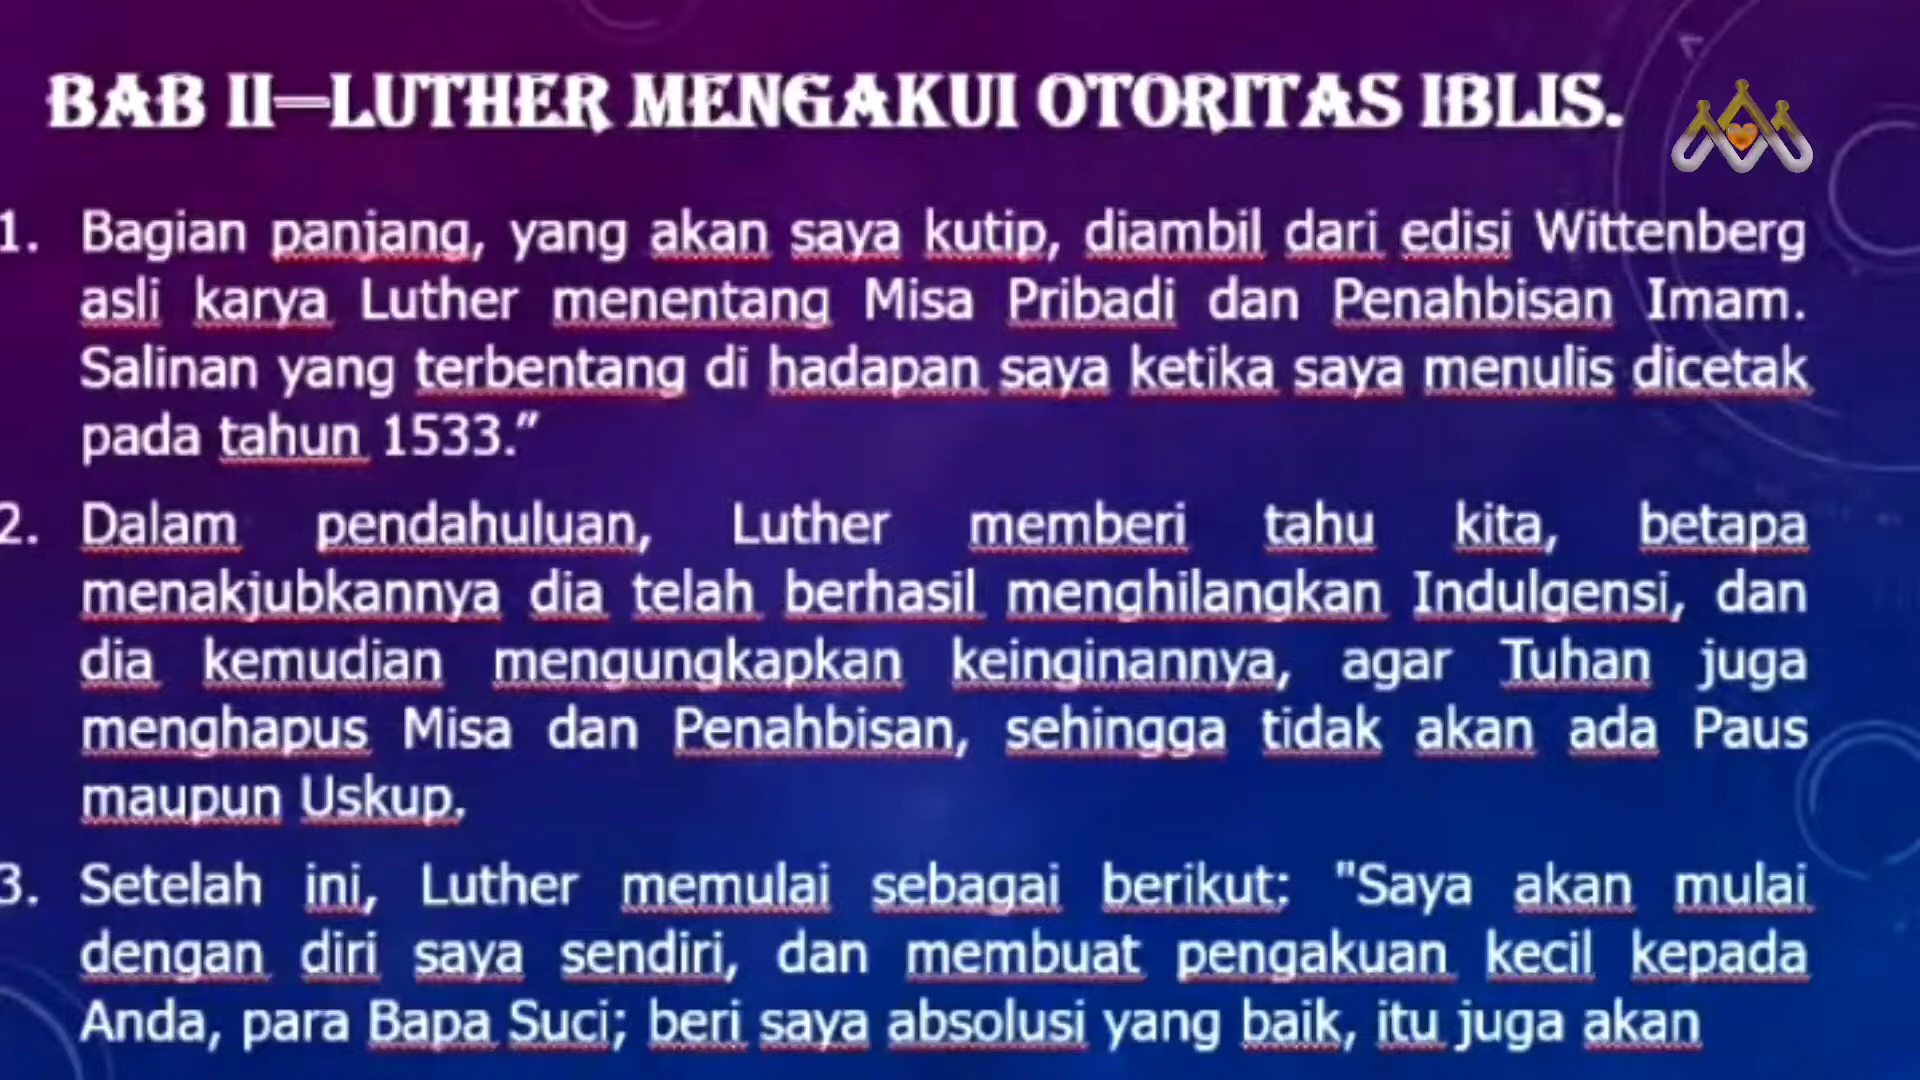 BAB II—LUTHER MENGAKUI OTORITAS IBLIS.
1. Bagian panjang, yang akan saya kutip, diambil dari edisi Wittenberg
asli karya Luther menentang Misa Pribadi dan Penahbisan Imam.
Salinan yang terbentang di hadapan saya ketika saya menulis dicetak
pada tahun 1533.”
2. Dalam pendahuluan, Luther memberi tahu kita, betapa
menakjubkannya dia telah berhasil menghilangkan Indulgensi, dan
dia kemudian mengungkapkan keinginannya, agar Tuhan juga
menghapus Misa dan Penahbisan, sehingga tidak akan ada Paus
maupun Uskup.
3. Setelah ini, Luther memulai sebagai berikut: "Saya akan mulai
dengan diri saya sendiri, dan membuat pengakuan kecil kepada
Anda, para Bapa Suci; beri saya absolusi yang baik, itu juga akan